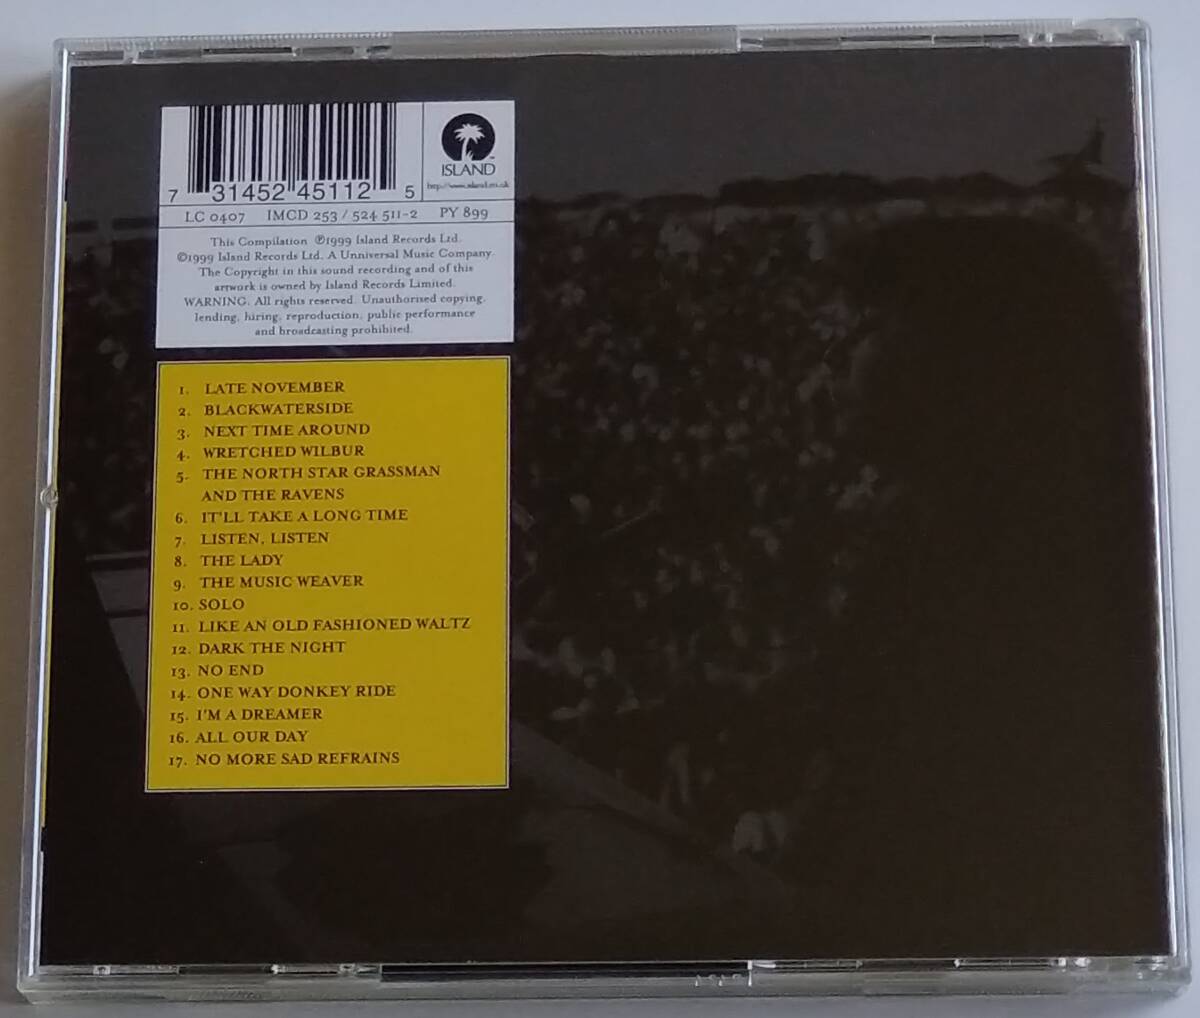 7 31452 45112 5
ISLAND
http://www.island.co.uk
LC 0407 IMCD 253 / 524 511-2 PY 899
This Compilation ℗1999 Island Records Ltd.
©1999 Island Records Ltd. A Unniversal Music Company.
The Copyright in this sound recording and of this
artwork is owned by Island Records Limited.
WARNING. All rights reserved. Unauthorised copying,
lending, hiring, reproduction, public performance
and broadcasting prohibited.
1. LATE NOVEMBER
2. BLACKWATERSIDE
3. NEXT TIME AROUND
4. WRETCHED WILBUR
5. THE NORTH STAR GRASSMAN
AND THE RAVENS
6. IT'LL TAKE A LONG TIME
7. LISTEN, LISTEN
8. THE LADY
9. THE MUSIC WEAVER
10. SOLO
11. LIKE AN OLD FASHIONED WALTZ
12. DARK THE NIGHT
13. NO END
14. ONE WAY DONKEY RIDE
15. I'M A DREAMER
16. ALL OUR DAY
17. NO MORE SAD REFRAINS